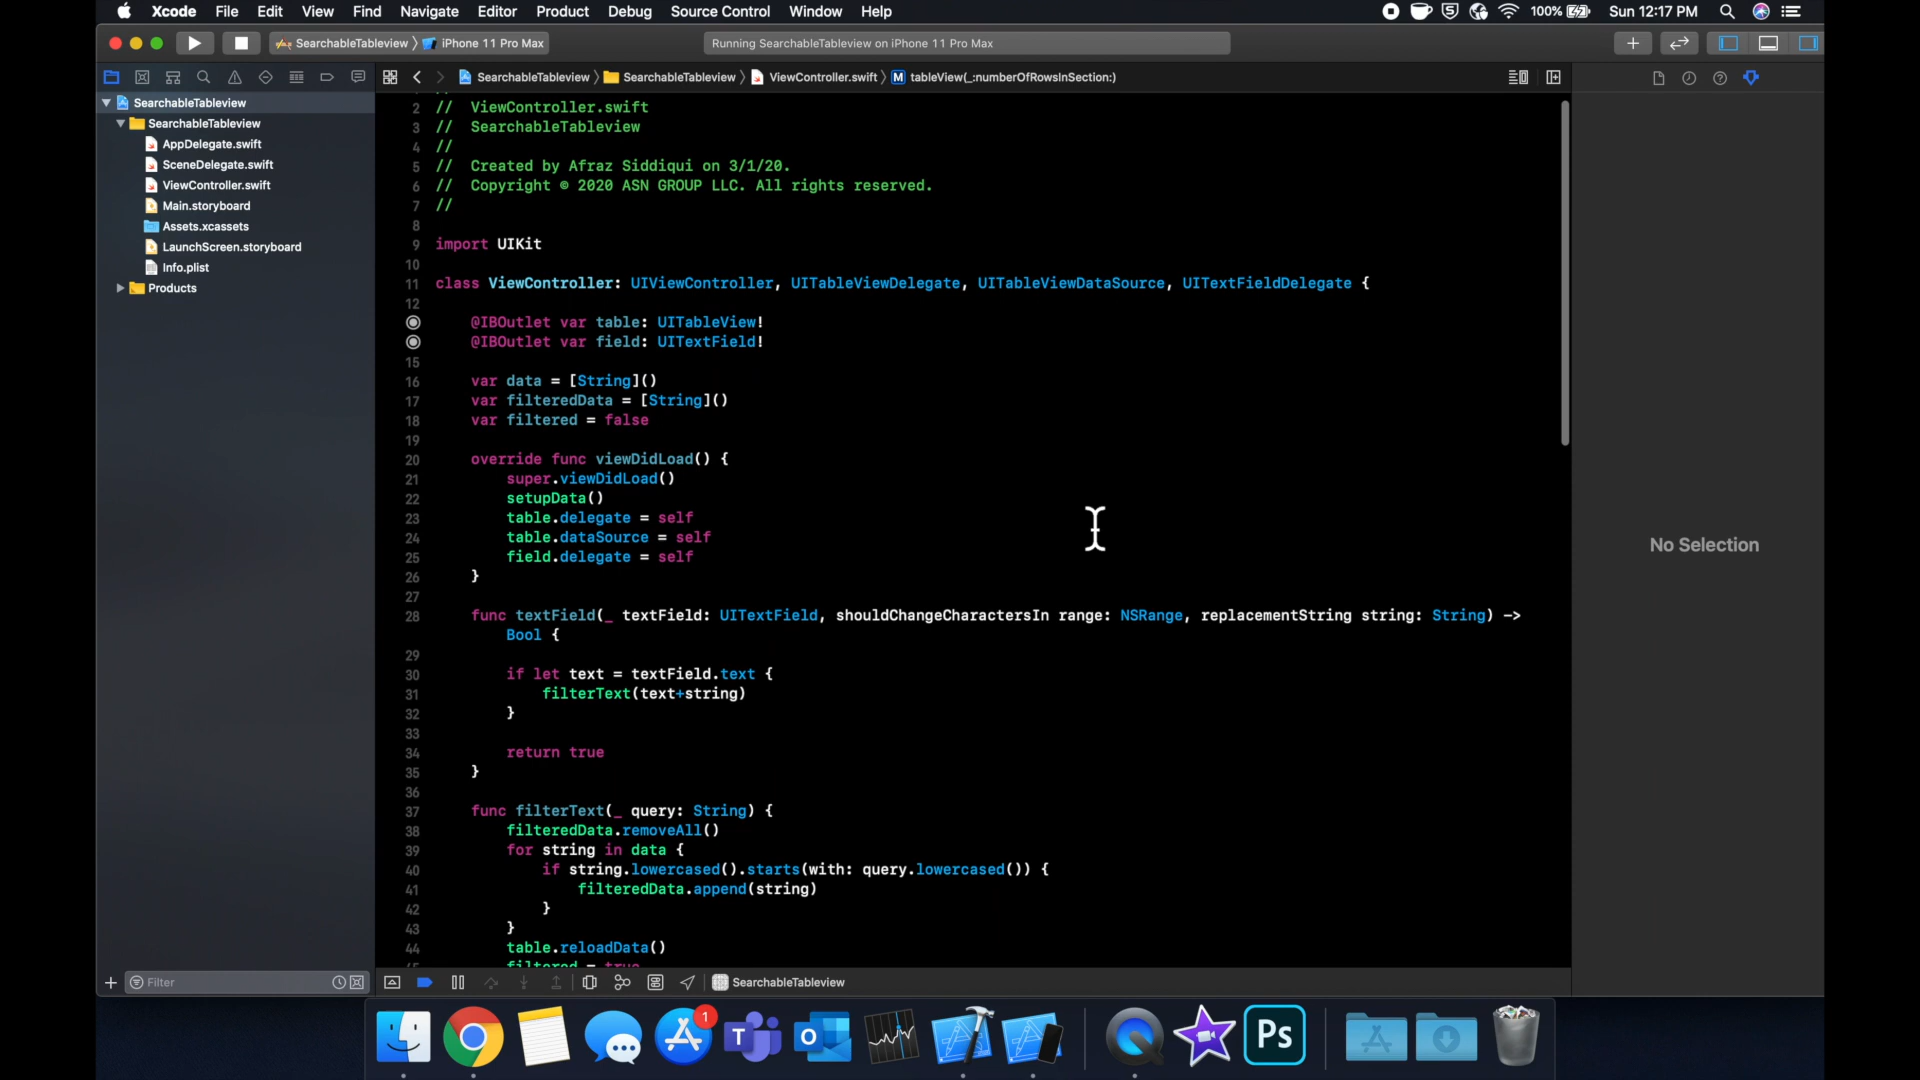 Xcode File Edit View Find Navigate Editor Product Debug Source Control Window Help 100% Sun 12:17 PM
SearchableTableview 〉 iPhone 11 Pro Max
Running SearchableTableview on iPhone 11 Pro Max
SearchableTableview 〉 SearchableTableview 〉 ViewController.swift 〉 M tableView(_:numberOfRowsInSection:)
SearchableTableview
SearchableTableview
AppDelegate.swift
SceneDelegate.swift
ViewController.swift
Main.storyboard
Assets.xcassets
LaunchScreen.storyboard
Info.plist
Products
2 // ViewController.swift
3 // SearchableTableview
4 //
5 // Created by Afraz Siddiqui on 3/1/20.
6 // Copyright © 2020 ASN GROUP LLC. All rights reserved.
7 //
8
9 import UIKit
10
11 class ViewController: UIViewController, UITableViewDelegate, UITableViewDataSource, UITextFieldDelegate {
12
@IBOutlet var table: UITableView!
@IBOutlet var field: UITextField!
15
16 var data = [String]()
17 var filteredData = [String]()
18 var filtered = false
19
20 override func viewDidLoad() {
21 super.viewDidLoad()
22 setupData()
23 table.delegate = self
24 table.dataSource = self
25 field.delegate = self
26 }
27
28 func textField(_ textField: UITextField, shouldChangeCharactersIn range: NSRange, replacementString string: String) ->
Bool {
29
30 if let text = textField.text {
31 filterText(text+string)
32 }
33
34 return true
35 }
36
37 func filterText(_ query: String) {
38 filteredData.removeAll()
39 for string in data {
40 if string.lowercased().starts(with: query.lowercased()) {
41 filteredData.append(string)
42 }
43 }
44 table.reloadData()
45 filtered = true
No Selection
Filter
SearchableTableview
1
T
O
Ps